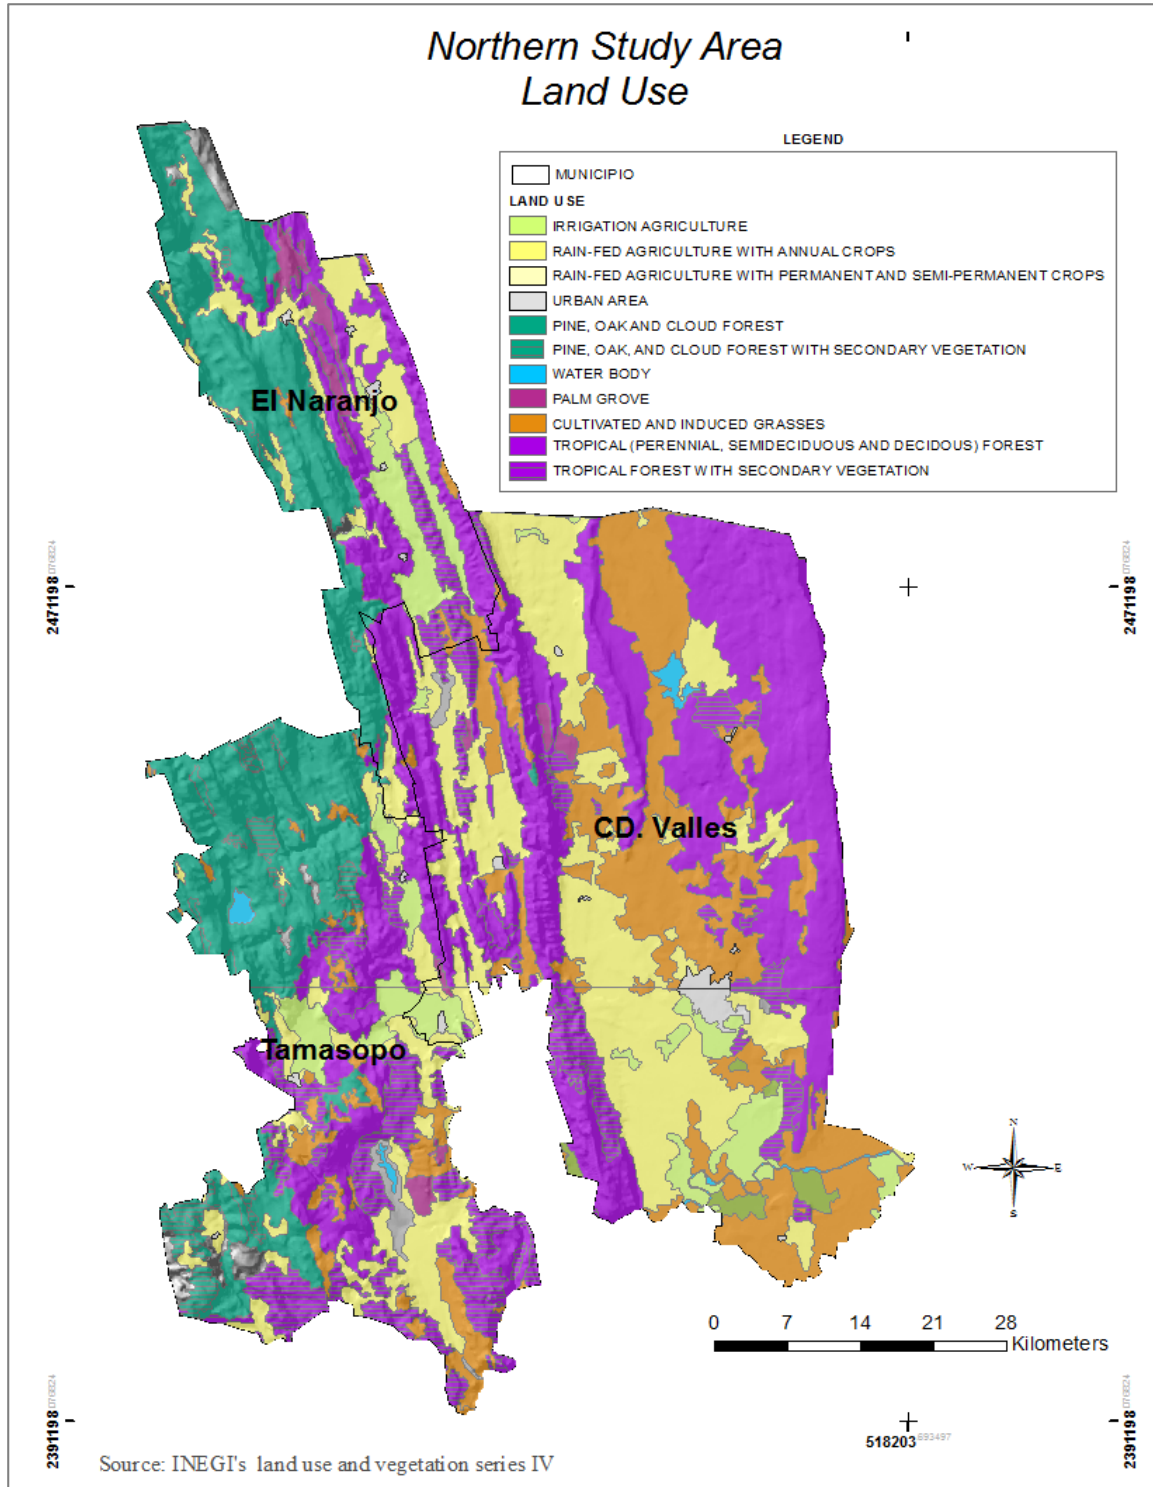 Northern Study Area
Land Use
LEGEND
MUNICIPIO
LAND USE
IRRIGATION AGRICULTURE
RAIN-FED AGRICULTURE WITH ANNUAL CROPS
RAIN-FED AGRICULTURE WITH PERMANENT AND SEMI-PERMANENT CROPS
URBAN AREA
PINE, OAK AND CLOUD FOREST
PINE, OAK, AND CLOUD FOREST WITH SECONDARY VEGETATION
WATER BODY
PALM GROVE
CULTIVATED AND INDUCED GRASSES
TROPICAL (PERENNIAL, SEMIDECIDUOUS AND DECIDOUS) FOREST
TROPICAL FOREST WITH SECONDARY VEGETATION
El Naranjo
2471198
2471198
CD. Valles
Tamasopo
N
W
E
S
0 7 14 21 28
Kilometers
2391198
2391198
518203
Source: INEGI's land use and vegetation series IV